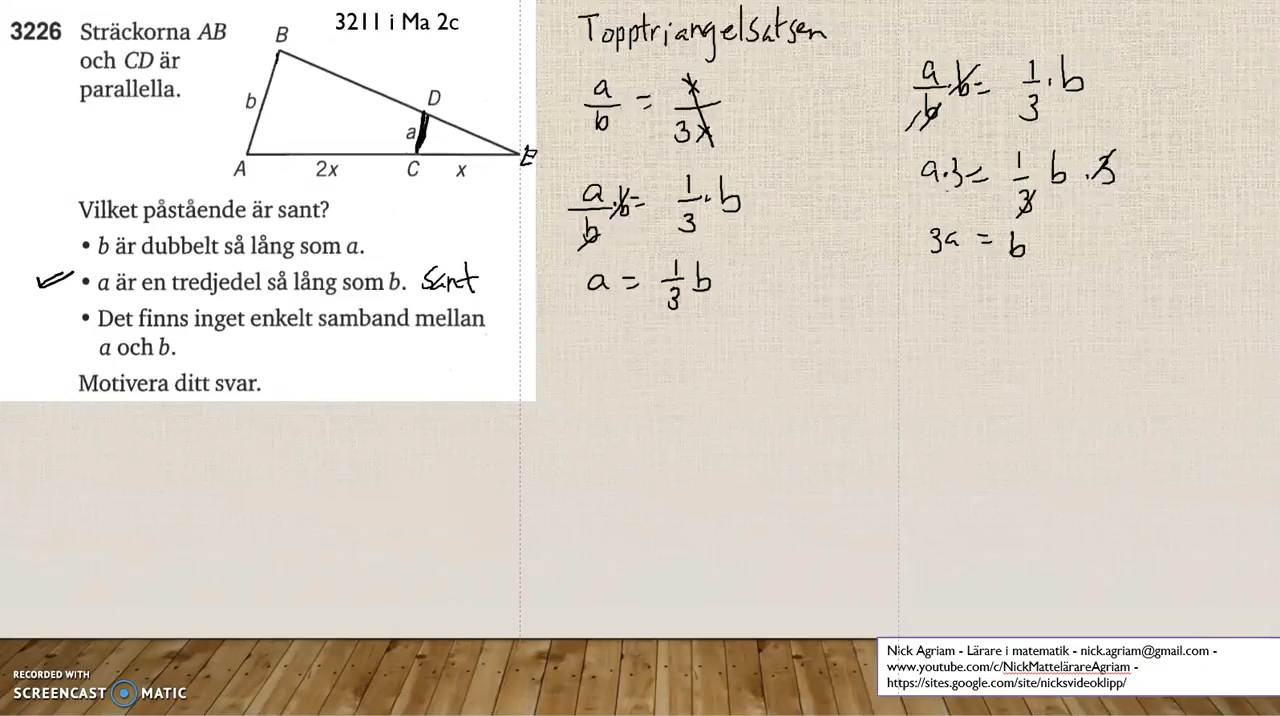 3226 Sträckorna AB
och CD är
parallella.
3211 i Ma 2c
B
b
D
a
E
A
2x
C
x
Vilket påstående är sant?
• b är dubbelt så lång som a.
• a är en tredjedel så lång som b. Sant
• Det finns inget enkelt samband mellan
a och b.
Motivera ditt svar.
Topptriangelsatsen
a/b = x/3x
a/b · b = 1/3 · b
a = 1/3 b
a/b · b = 1/3 · b
a · 3 = 1/3 b · 3
3a = b
RECORDED WITH
SCREENCAST MATIC
Nick Agriam - Lärare i matematik - nick.agriam@gmail.com -
www.youtube.com/c/NickMattelärareAgriam -
https://sites.google.com/site/nicksvideoklipp/